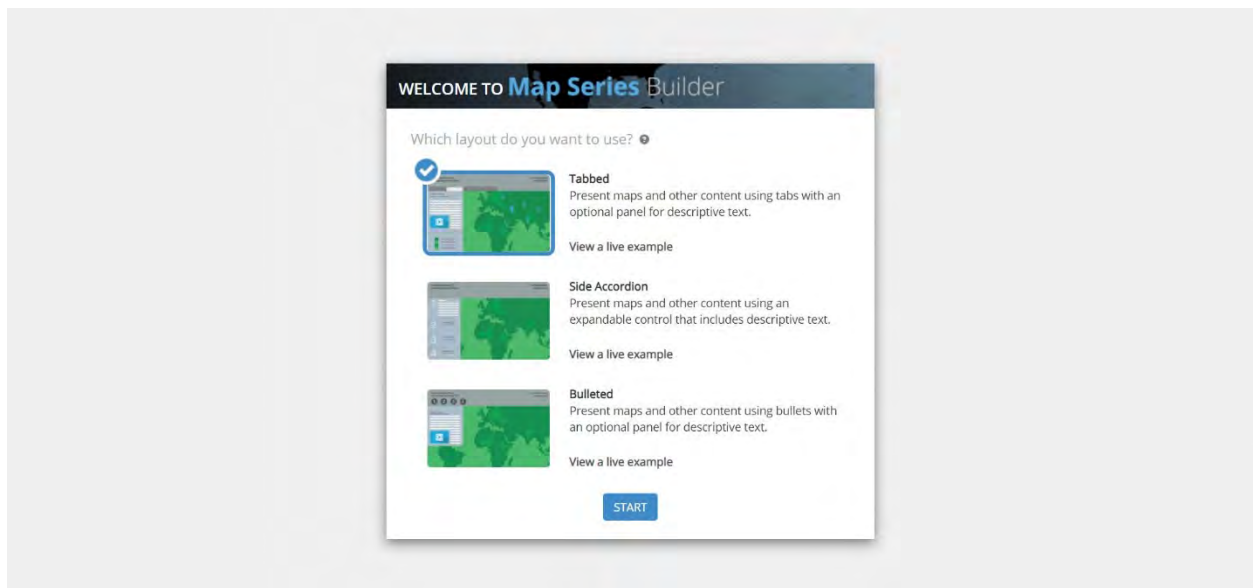 WELCOME TO Map Series Builder
Which layout do you want to use?
Tabbed
Present maps and other content using tabs with an
optional panel for descriptive text.
View a live example
Side Accordion
Present maps and other content using an
expandable control that includes descriptive text.
View a live example
Bulleted
Present maps and other content using bullets with
an optional panel for descriptive text.
View a live example
START